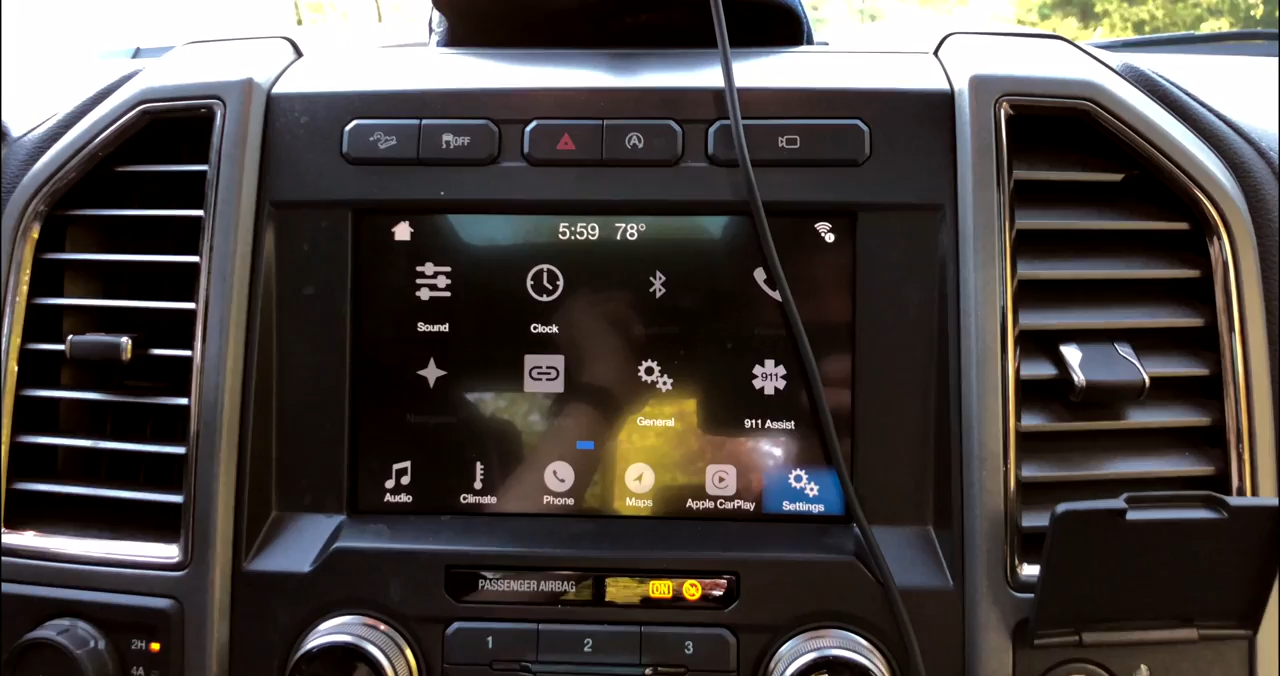 OFF
A
5:59 78°
Sound Clock
911
General 911 Assist
Audio Climate Phone Maps Apple CarPlay Settings
PASSENGER AIRBAG ON
1 2 3
2H
4A